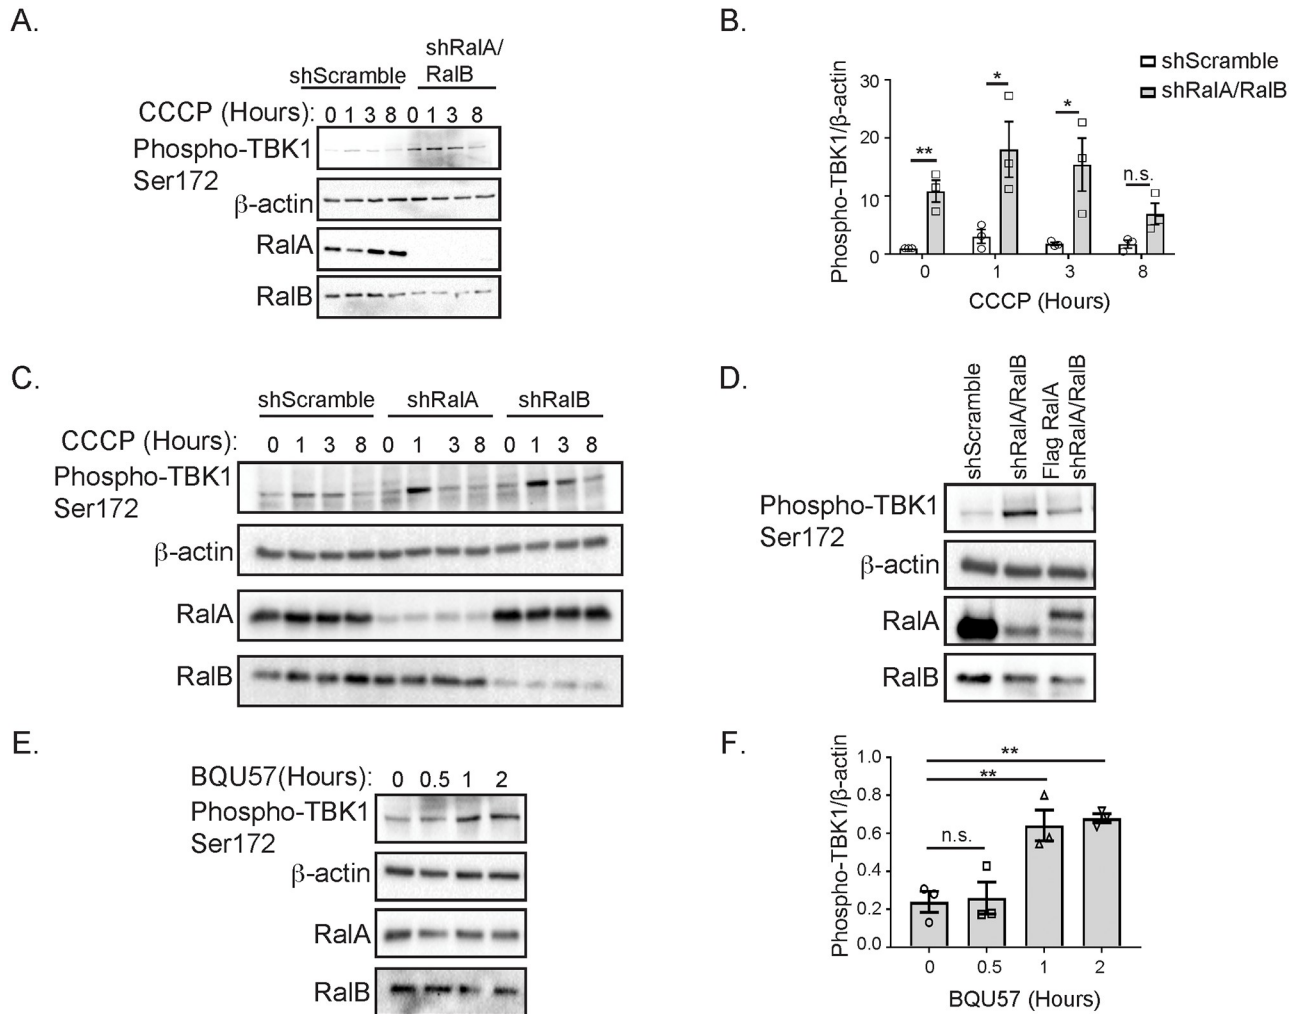 A.
shScramble
shRalA/
RalB
CCCP (Hours): 0 1 3 8 0 1 3 8
Phospho-TBK1
Ser172
β-actin
RalA
RalB
B.
shScramble
shRalA/RalB
Phospho-TBK1/β-actin
30
20
10
0
**
*
*
n.s.
0 1 3 8
CCCP (Hours)
C.
shScramble shRalA shRalB
CCCP (Hours): 0 1 3 8 0 1 3 8 0 1 3 8
Phospho-TBK1
Ser172
β-actin
RalA
RalB
D.
shScramble
shRalA/RalB
Flag RalA
shRalA/RalB
Phospho-TBK1
Ser172
β-actin
RalA
RalB
E.
BQU57(Hours): 0 0.5 1 2
Phospho-TBK1
Ser172
β-actin
RalA
RalB
F.
Phospho-TBK1/β-actin
1.0
0.8
0.6
0.4
0.2
0.0
**
**
n.s.
0 0.5 1 2
BQU57 (Hours)